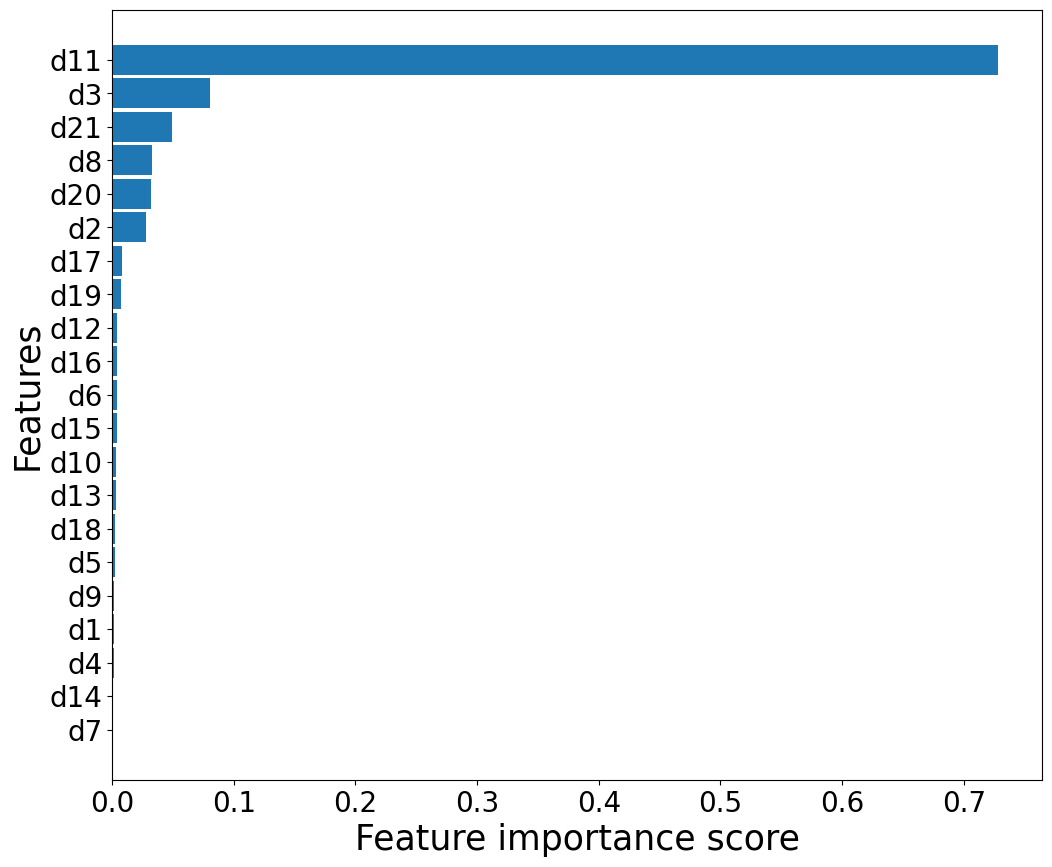 d11
d3
d21
d8
d20
d2
d17
d19
d12
d16
d6
d15
d10
d13
d18
d5
d9
d1
d4
d14
d7
Features
0.0 0.1 0.2 0.3 0.4 0.5 0.6 0.7
Feature importance score